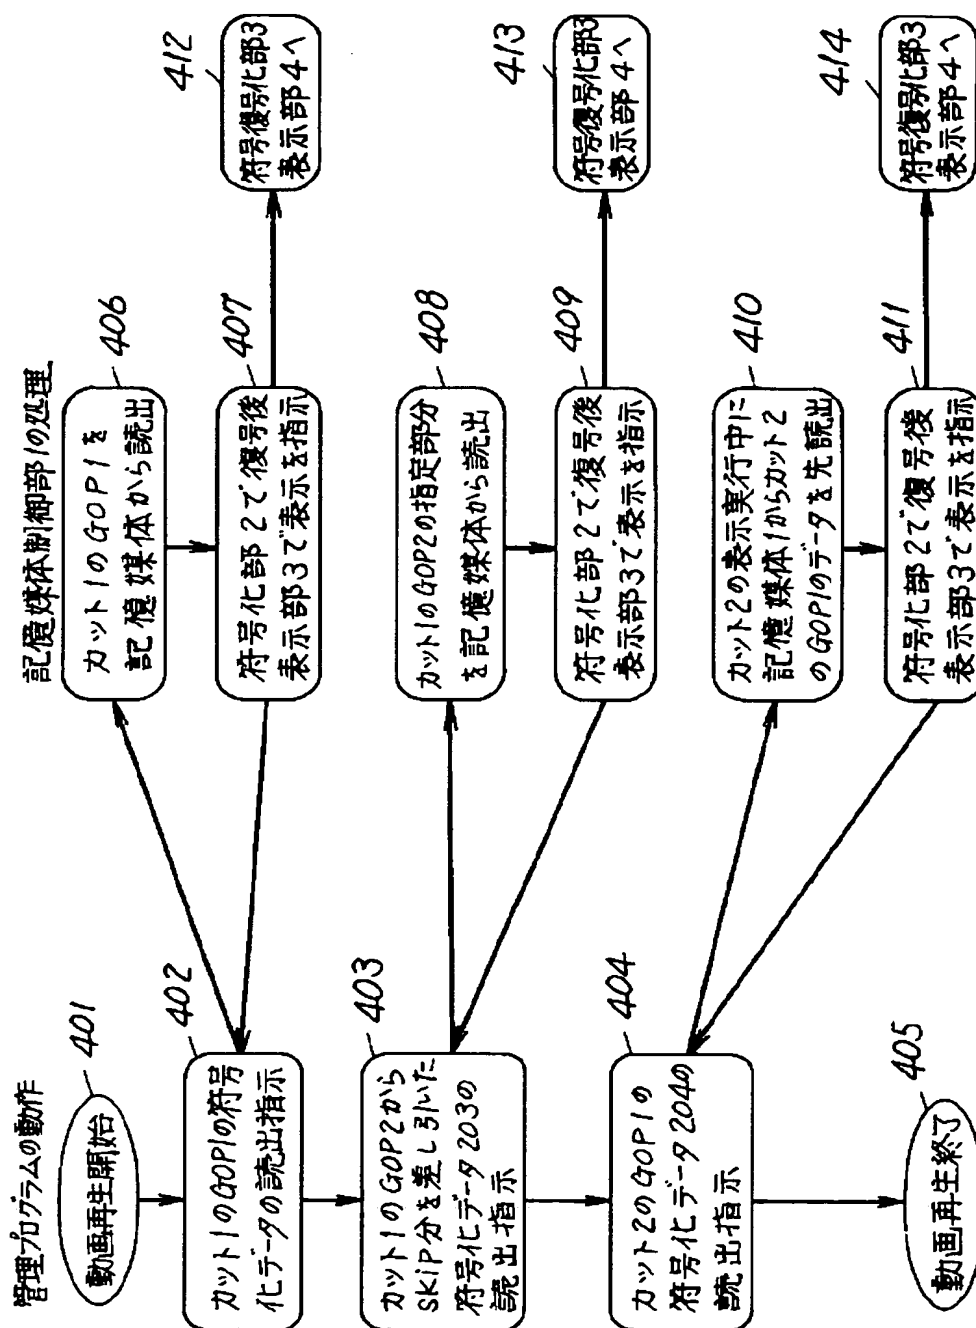 管理プログラムの動作
動画再生開始
401
カット1のGOP1の符号
化データの読出指示
402
カット1のGOP2から
SKiP分を差し引いた
符号化データ203の
読出指示
403
カット2のGOP1の
符号化データ204の
読出指示
404
動画再生終了
405
記憶媒体制御部1の処理
カット1のGOP1を
記憶媒体から読出
406
符号化部2で復号後
表示部3で表示を指示
407
カット1のGOP2の指定部分
を記憶媒体から読出
408
符号化部2で復号後
表示部3で表示を指示
409
カット2の表示実行中に
記憶媒体1からカット2
のGOP1のデータを先読出
410
符号化部2で復号後
表示部3で表示を指示
411
符号復号化部3
表示部4へ
412
符号復号化部3
表示部4へ
413
符号復号化部3
表示部4へ
414